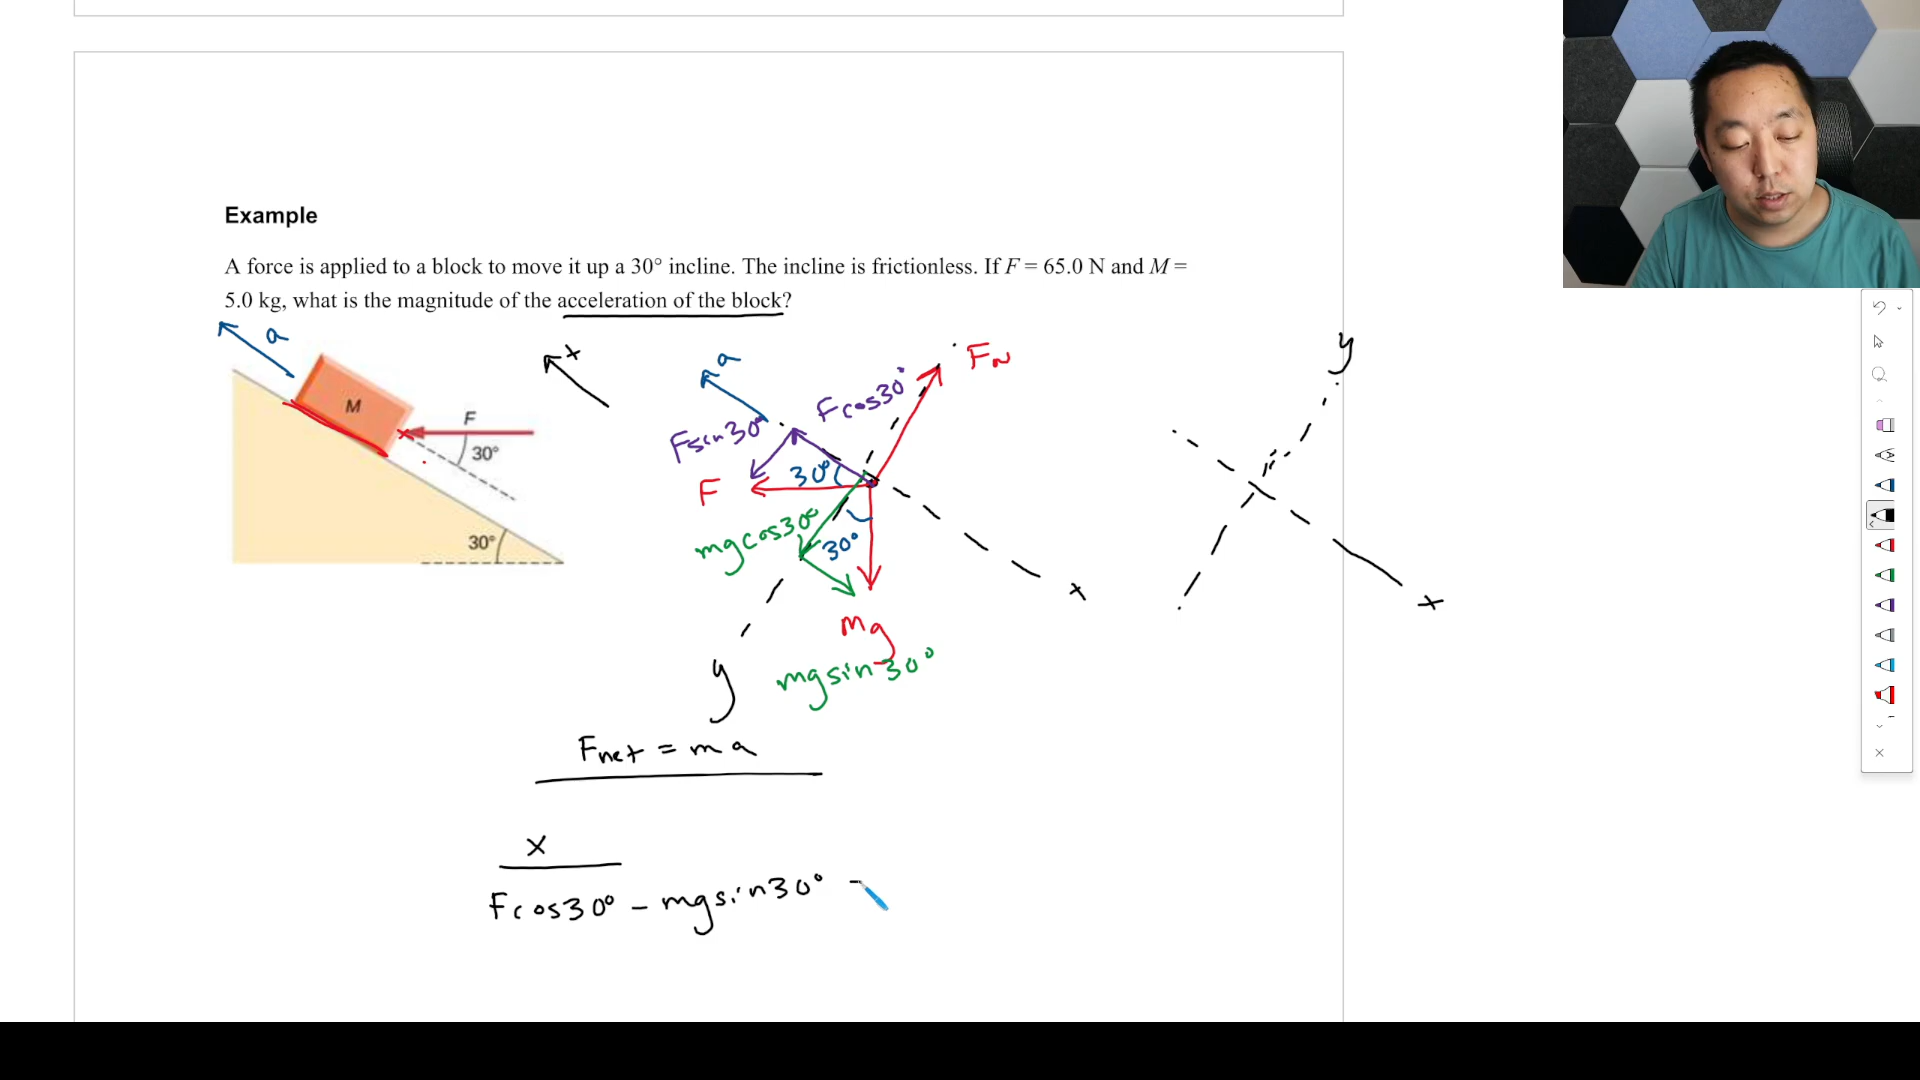 Example
A force is applied to a block to move it up a 30° incline. The incline is frictionless. If F = 65.0 N and M =
5.0 kg, what is the magnitude of the acceleration of the block?
a
M
F
30°
30°
+
a
Fcos30°
Fsin30°
F
30°
FN
mgcos30°
30°
mg
mgsin30°
x
y
y
x
Fnet = ma
x
Fcos30° - mgsin30°